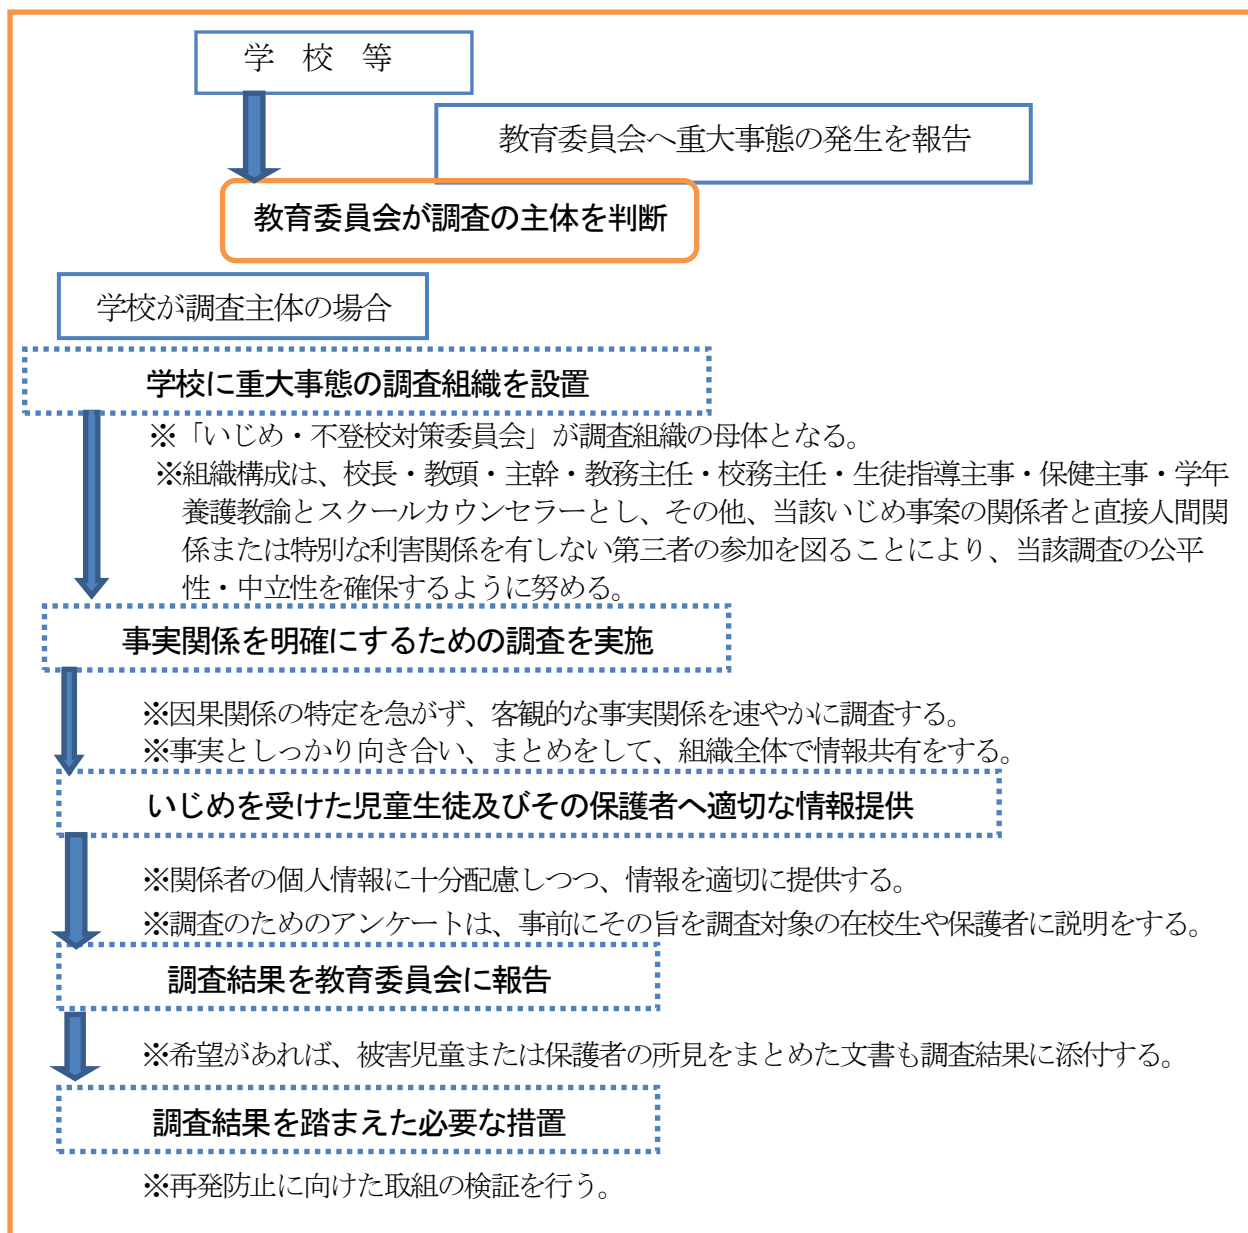 学　校　等
教育委員会へ重大事態の発生を報告
教育委員会が調査の主体を判断
学校が調査主体の場合
学校に重大事態の調査組織を設置
※「いじめ・不登校対策委員会」が調査組織の母体となる。
※組織構成は、校長・教頭・主幹・教務主任・校務主任・生徒指導主事・保健主事・学年
養護教諭とスクールカウンセラーとし、その他、当該いじめ事案の関係者と直接人間関
係または特別な利害関係を有しない第三者の参加を図ることにより、当該調査の公平
性・中立性を確保するように努める。
事実関係を明確にするための調査を実施
※因果関係の特定を急がず、客観的な事実関係を速やかに調査する。
※事実としっかり向き合い、まとめをして、組織全体で情報共有をする。
いじめを受けた児童生徒及びその保護者へ適切な情報提供
※関係者の個人情報に十分配慮しつつ、情報を適切に提供する。
※調査のためのアンケートは、事前にその旨を調査対象の在校生や保護者に説明をする。
調査結果を教育委員会に報告
※希望があれば、被害児童または保護者の所見をまとめた文書も調査結果に添付する。
調査結果を踏まえた必要な措置
※再発防止に向けた取組の検証を行う。